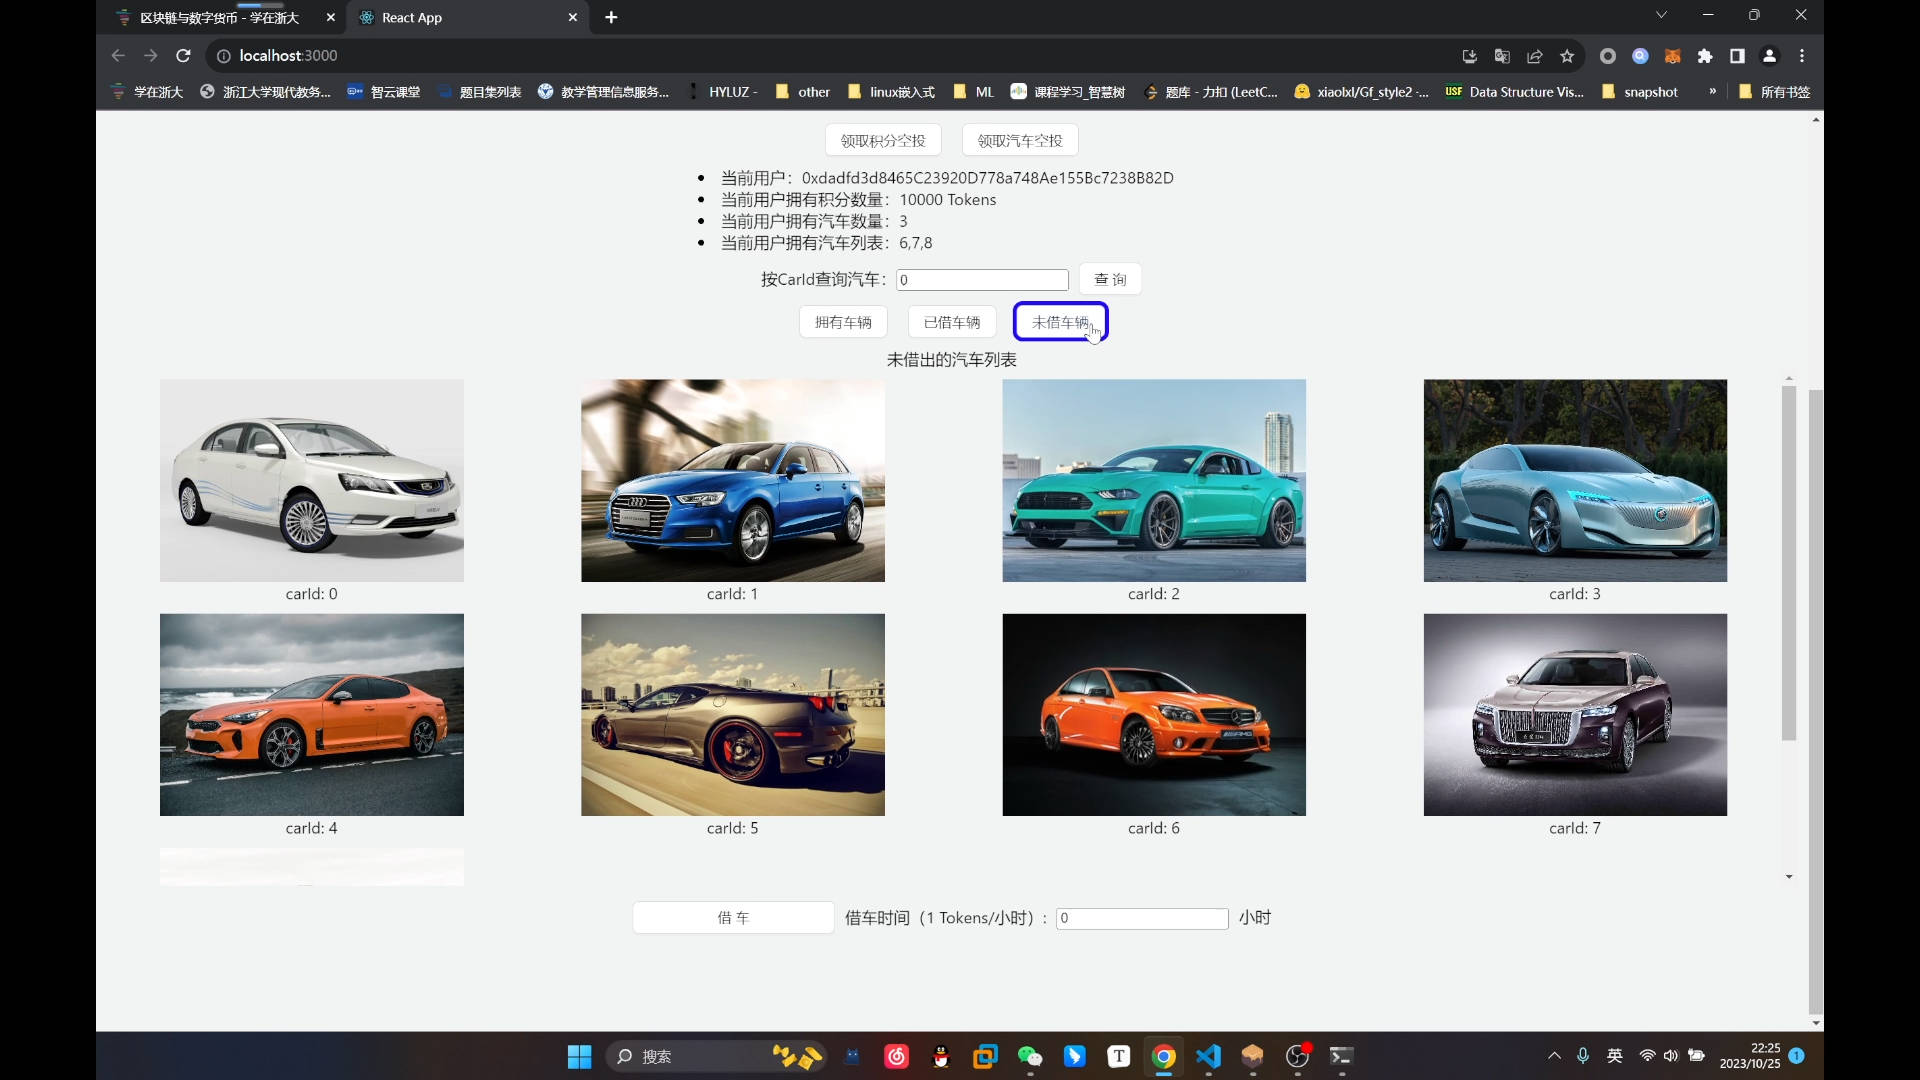 区块链与数字货币 - 学在浙大
React App
localhost:3000
学在浙大
浙江大学现代教务...
智云课堂
题目集列表
教学管理信息服务...
HYLUZ -
other
linux嵌入式
ML
课程学习_智慧树
题库 - 力扣 (LeetC...
xiaolxl/Gf_style2 -...
USF Data Structure Vis...
snapshot
»
所有书签
领取积分空投
领取汽车空投
当前用户：0xdadfd3d8465C23920D778a748Ae155Bc7238B82D
当前用户拥有积分数量：10000 Tokens
当前用户拥有汽车数量：3
当前用户拥有汽车列表：6,7,8
按CarId查询汽车： 0 查 询
拥有车辆
已借车辆
未借车辆
未借出的汽车列表
carId: 0
carId: 1
carId: 2
carId: 3
carId: 4
carId: 5
carId: 6
carId: 7
借 车 借车时间（1 Tokens/小时）: 0 小时
搜索
T
英
22:25
2023/10/25
1